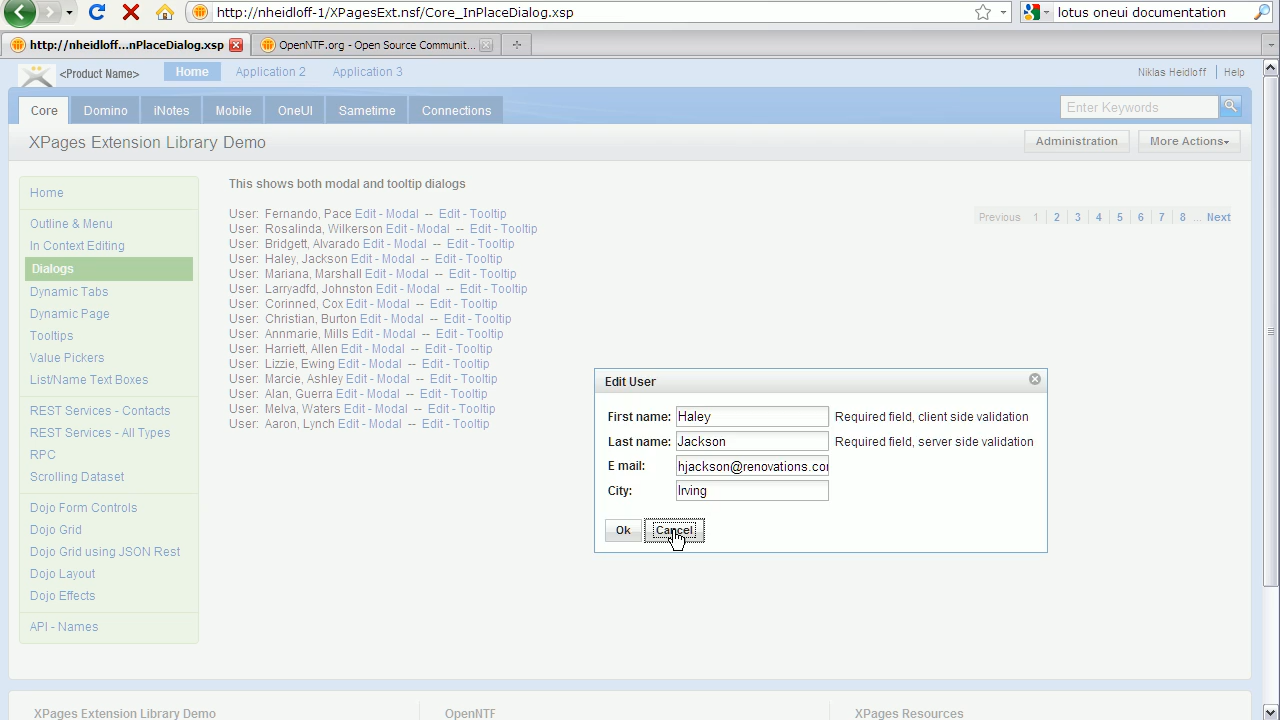 http://nheidloff-1/XPagesExt.nsf/Core_InPlaceDialog.xsp
lotus oneui documentation
http://nheidloff...nPlaceDialog.xsp
OpenNTF.org - Open Source Communit...
<Product Name>
Home
Application 2
Application 3
Niklas Heidloff
Help
Core
Domino
iNotes
Mobile
OneUI
Sametime
Connections
Enter Keywords
XPages Extension Library Demo
Administration
More Actions
Home
Outline & Menu
In Context Editing
Dialogs
Dynamic Tabs
Dynamic Page
Tooltips
Value Pickers
List/Name Text Boxes
REST Services - Contacts
REST Services - All Types
RPC
Scrolling Dataset
Dojo Form Controls
Dojo Grid
Dojo Grid using JSON Rest
Dojo Layout
Dojo Effects
API - Names
This shows both modal and tooltip dialogs
Previous 1 2 3 4 5 6 7 8 ... Next
User: Fernando, Pace Edit - Modal -- Edit - Tooltip
User: Rosalinda, Wilkerson Edit - Modal -- Edit - Tooltip
User: Bridgett, Alvarado Edit - Modal -- Edit - Tooltip
User: Haley, Jackson Edit - Modal -- Edit - Tooltip
User: Mariana, Marshall Edit - Modal -- Edit - Tooltip
User: Larryadfd, Johnston Edit - Modal -- Edit - Tooltip
User: Corinned, Cox Edit - Modal -- Edit - Tooltip
User: Christian, Burton Edit - Modal -- Edit - Tooltip
User: Annmarie, Mills Edit - Modal -- Edit - Tooltip
User: Harriett, Allen Edit - Modal -- Edit - Tooltip
User: Lizzie, Ewing Edit - Modal -- Edit - Tooltip
User: Marcie, Ashley Edit - Modal -- Edit - Tooltip
User: Alan, Guerra Edit - Modal -- Edit - Tooltip
User: Melva, Waters Edit - Modal -- Edit - Tooltip
User: Aaron, Lynch Edit - Modal -- Edit - Tooltip
Edit User
First name: Haley Required field, client side validation
Last name: Jackson Required field, server side validation
E mail: hjackson@renovations.co
City: Irving
Ok
Cancel
XPages Extension Library Demo
OpenNTF
XPages Resources